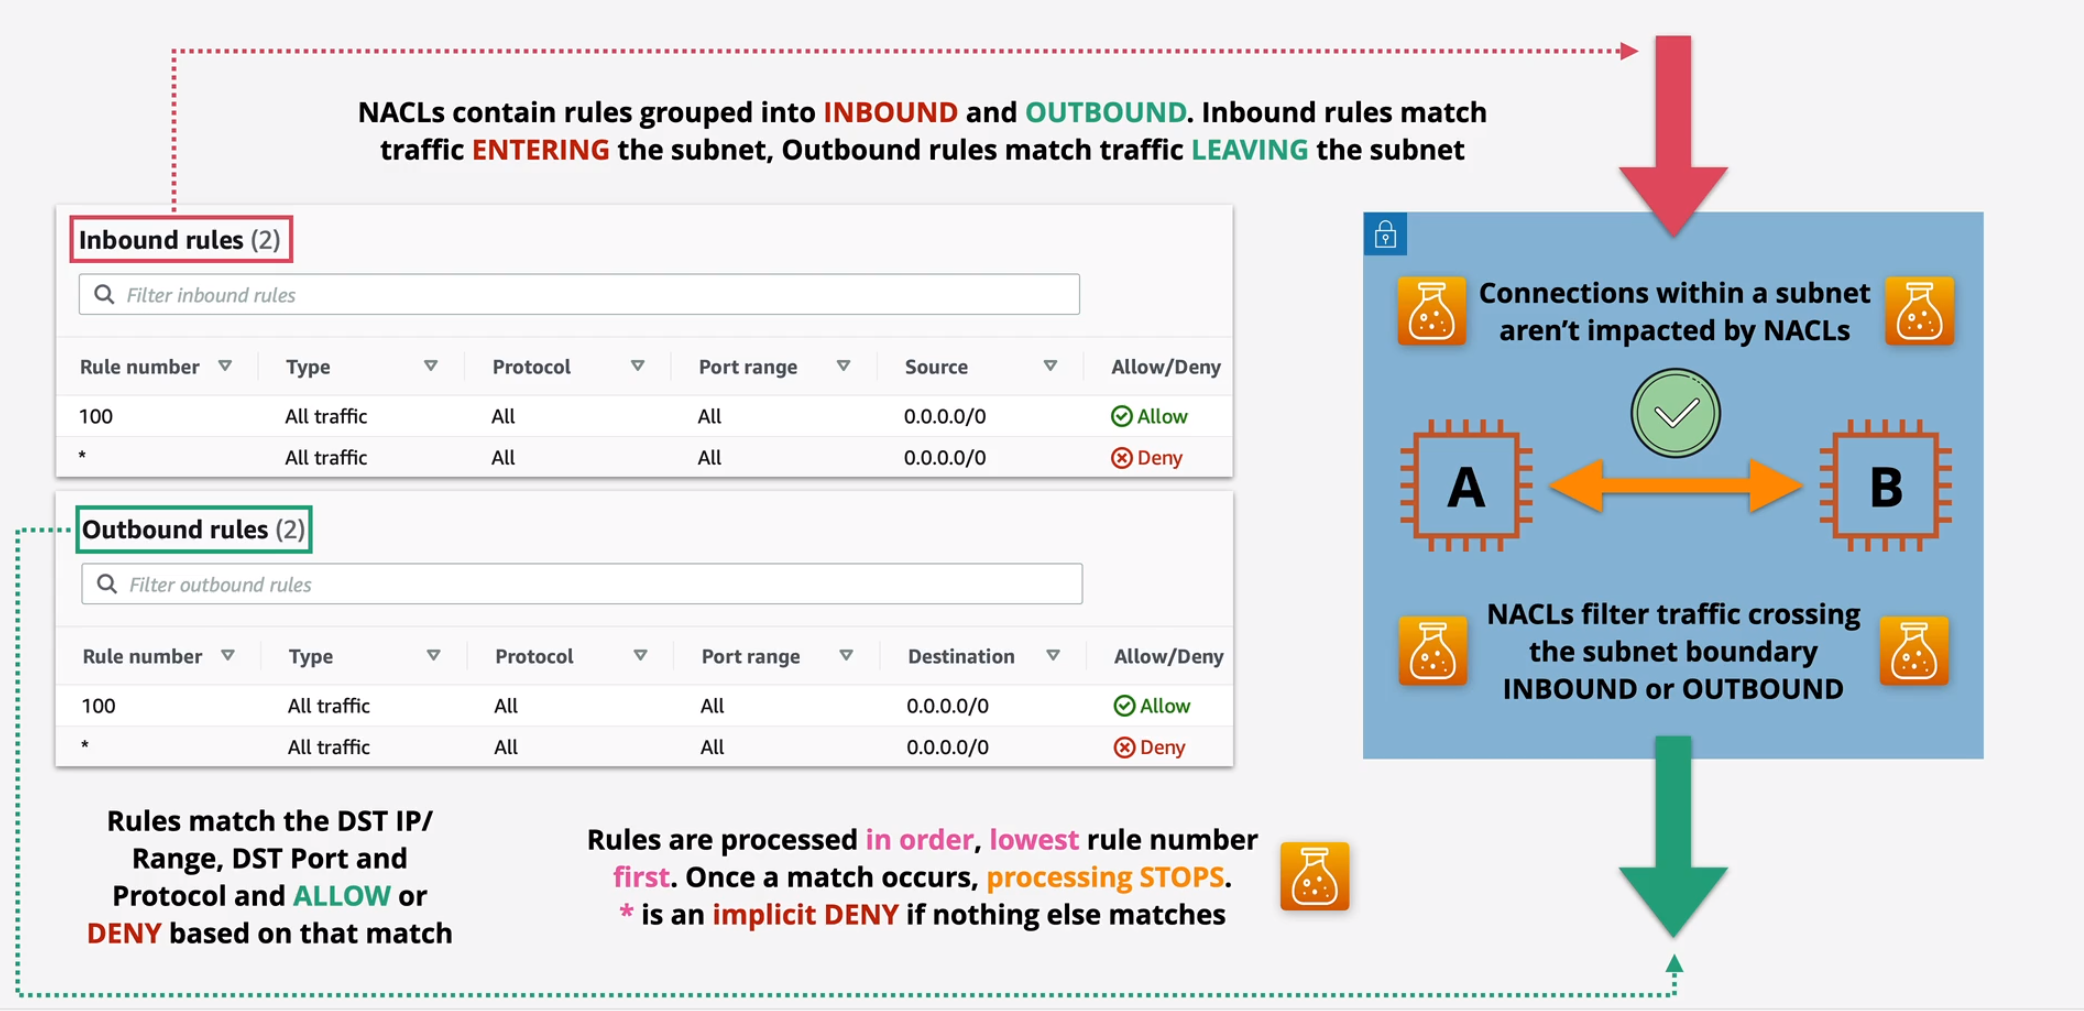 NACLs contain rules grouped into INBOUND and OUTBOUND. Inbound rules match
traffic ENTERING the subnet, Outbound rules match traffic LEAVING the subnet
Inbound rules (2)
Filter inbound rules
Rule number Type Protocol Port range Source Allow/Deny
100 All traffic All All 0.0.0.0/0 Allow
* All traffic All All 0.0.0.0/0 Deny
Outbound rules (2)
Filter outbound rules
Rule number Type Protocol Port range Destination Allow/Deny
100 All traffic All All 0.0.0.0/0 Allow
* All traffic All All 0.0.0.0/0 Deny
Connections within a subnet
aren't impacted by NACLs
A
B
NACLs filter traffic crossing
the subnet boundary
INBOUND or OUTBOUND
Rules match the DST IP/
Range, DST Port and
Protocol and ALLOW or
DENY based on that match
Rules are processed in order, lowest rule number
first. Once a match occurs, processing STOPS.
* is an implicit DENY if nothing else matches